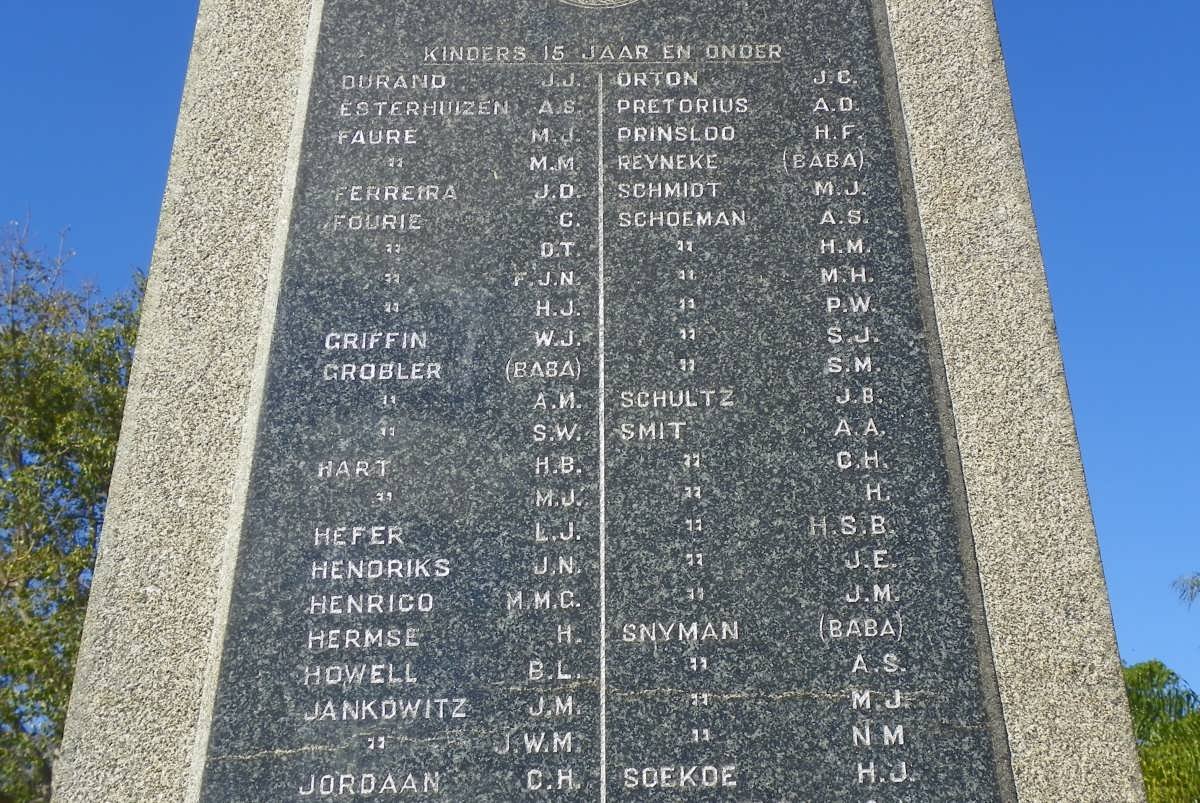 KINDERS 15 JAAR EN ONDER
DURAND J.J.
ESTERHUIZEN A.S.
FAURE M.J.
" M.M.
FERREIRA J.D.
FOURIE C.
" D.T.
" F.J.N.
" H.J.
GRIFFIN W.J.
GROBLER (BABA)
" A.M.
" S.W.
HART H.B.
" M.J.
HEFER L.J.
HENDRIKS J.N.
HENRICO M.M.C.
HERMSE H.
HOWELL B.L.
JANKOWITZ J.M.
" J.W.M.
JORDAAN C.H.
ORTON J.C.
PRETORIUS A.D.
PRINSLOO H.F.
REYNEKE (BABA)
SCHMIDT M.J.
SCHOEMAN A.S.
" H.M.
" M.H.
" P.W.
" S.J.
" S.M
SCHULTZ J.B.
SMIT A.A.
" C.H.
" H.
" H.S.B.
" J.E.
" J.M.
SNYMAN (BABA)
" A.S.
" M.J
" N M
SOEKOE H.J.